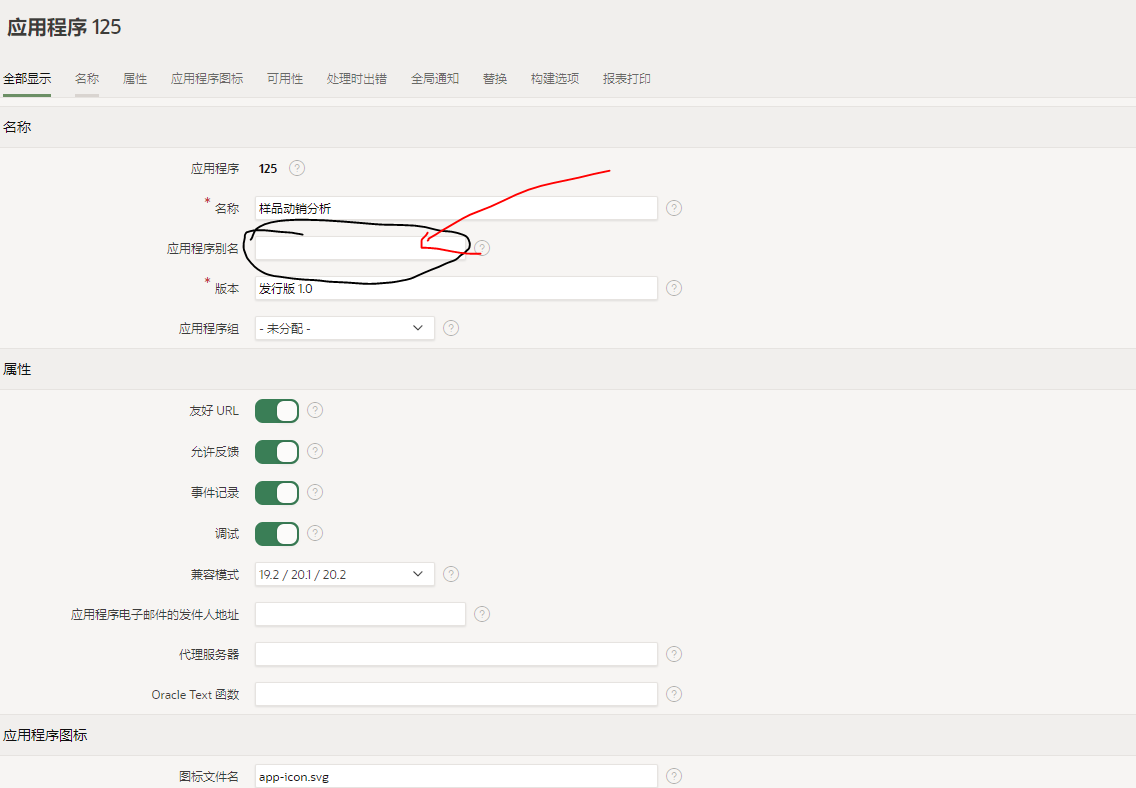 应用程序 125
全部显示 名称 属性 应用程序图标 可用性 处理时出错 全局通知 替换 构建选项 报表打印
名称
应用程序 125 ?
* 名称 样品动销分析 ?
应用程序别名 ?
* 版本 发行版 1.0 ?
应用程序组 - 未分配 - ?
属性
友好 URL ?
允许反馈 ?
事件记录 ?
调试 ?
兼容模式 19.2 / 20.1 / 20.2 ?
应用程序电子邮件的发件人地址 ?
代理服务器 ?
Oracle Text 函数 ?
应用程序图标
图标文件名 app-icon.svg ?